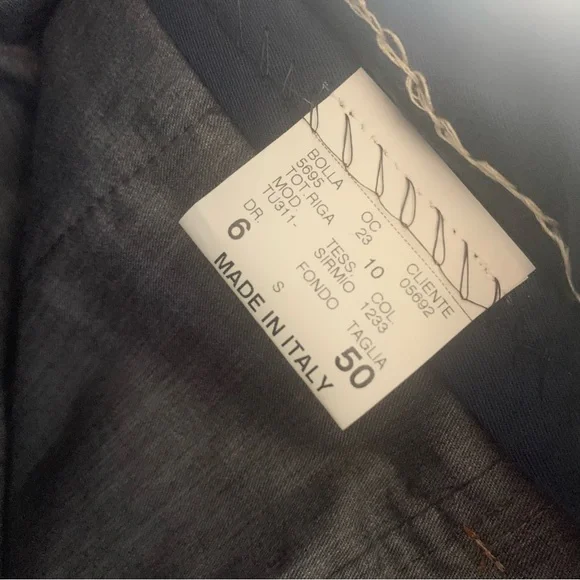 BOLLA OC CLIENTE
5695 23 05692
TOT.RIGA 10
MOD. TESS. COL.
TU311- SIRMIO 1233
DR. FONDO TAGLIA
6 S 50
MADE IN ITALY